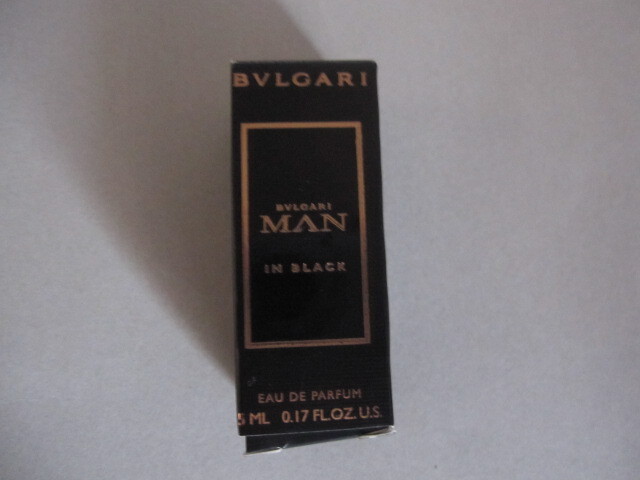 BVLGARI
BVLGARI
MAN
IN BLACK
EAU DE PARFUM
5 ML 0.17 FL.OZ. U.S.